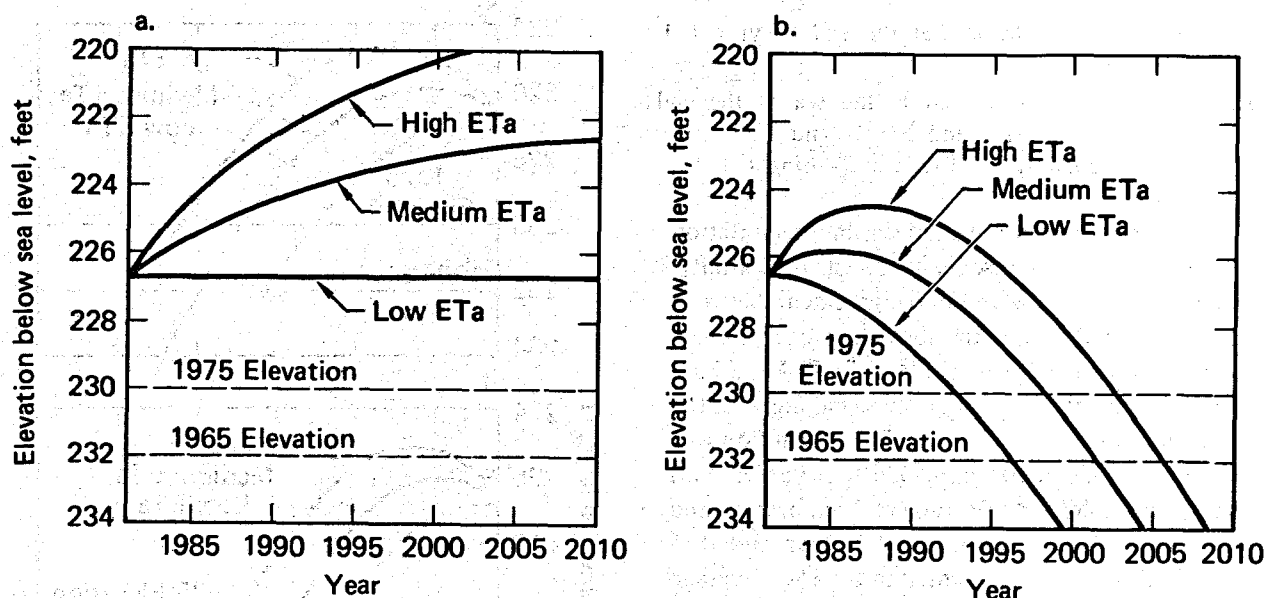 a.
Elevation below sea level, feet
220
222
224
226
228
230
232
234
High ETa
Medium ETa
Low ETa
1975 Elevation
1965 Elevation
1985 1990 1995 2000 2005 2010
Year
b.
Elevation below sea level, feet
220
222
224
226
228
230
232
234
High ETa
Medium ETa
Low ETa
1975
Elevation
1965 Elevation
1985 1990 1995 2000 2005 2010
Year